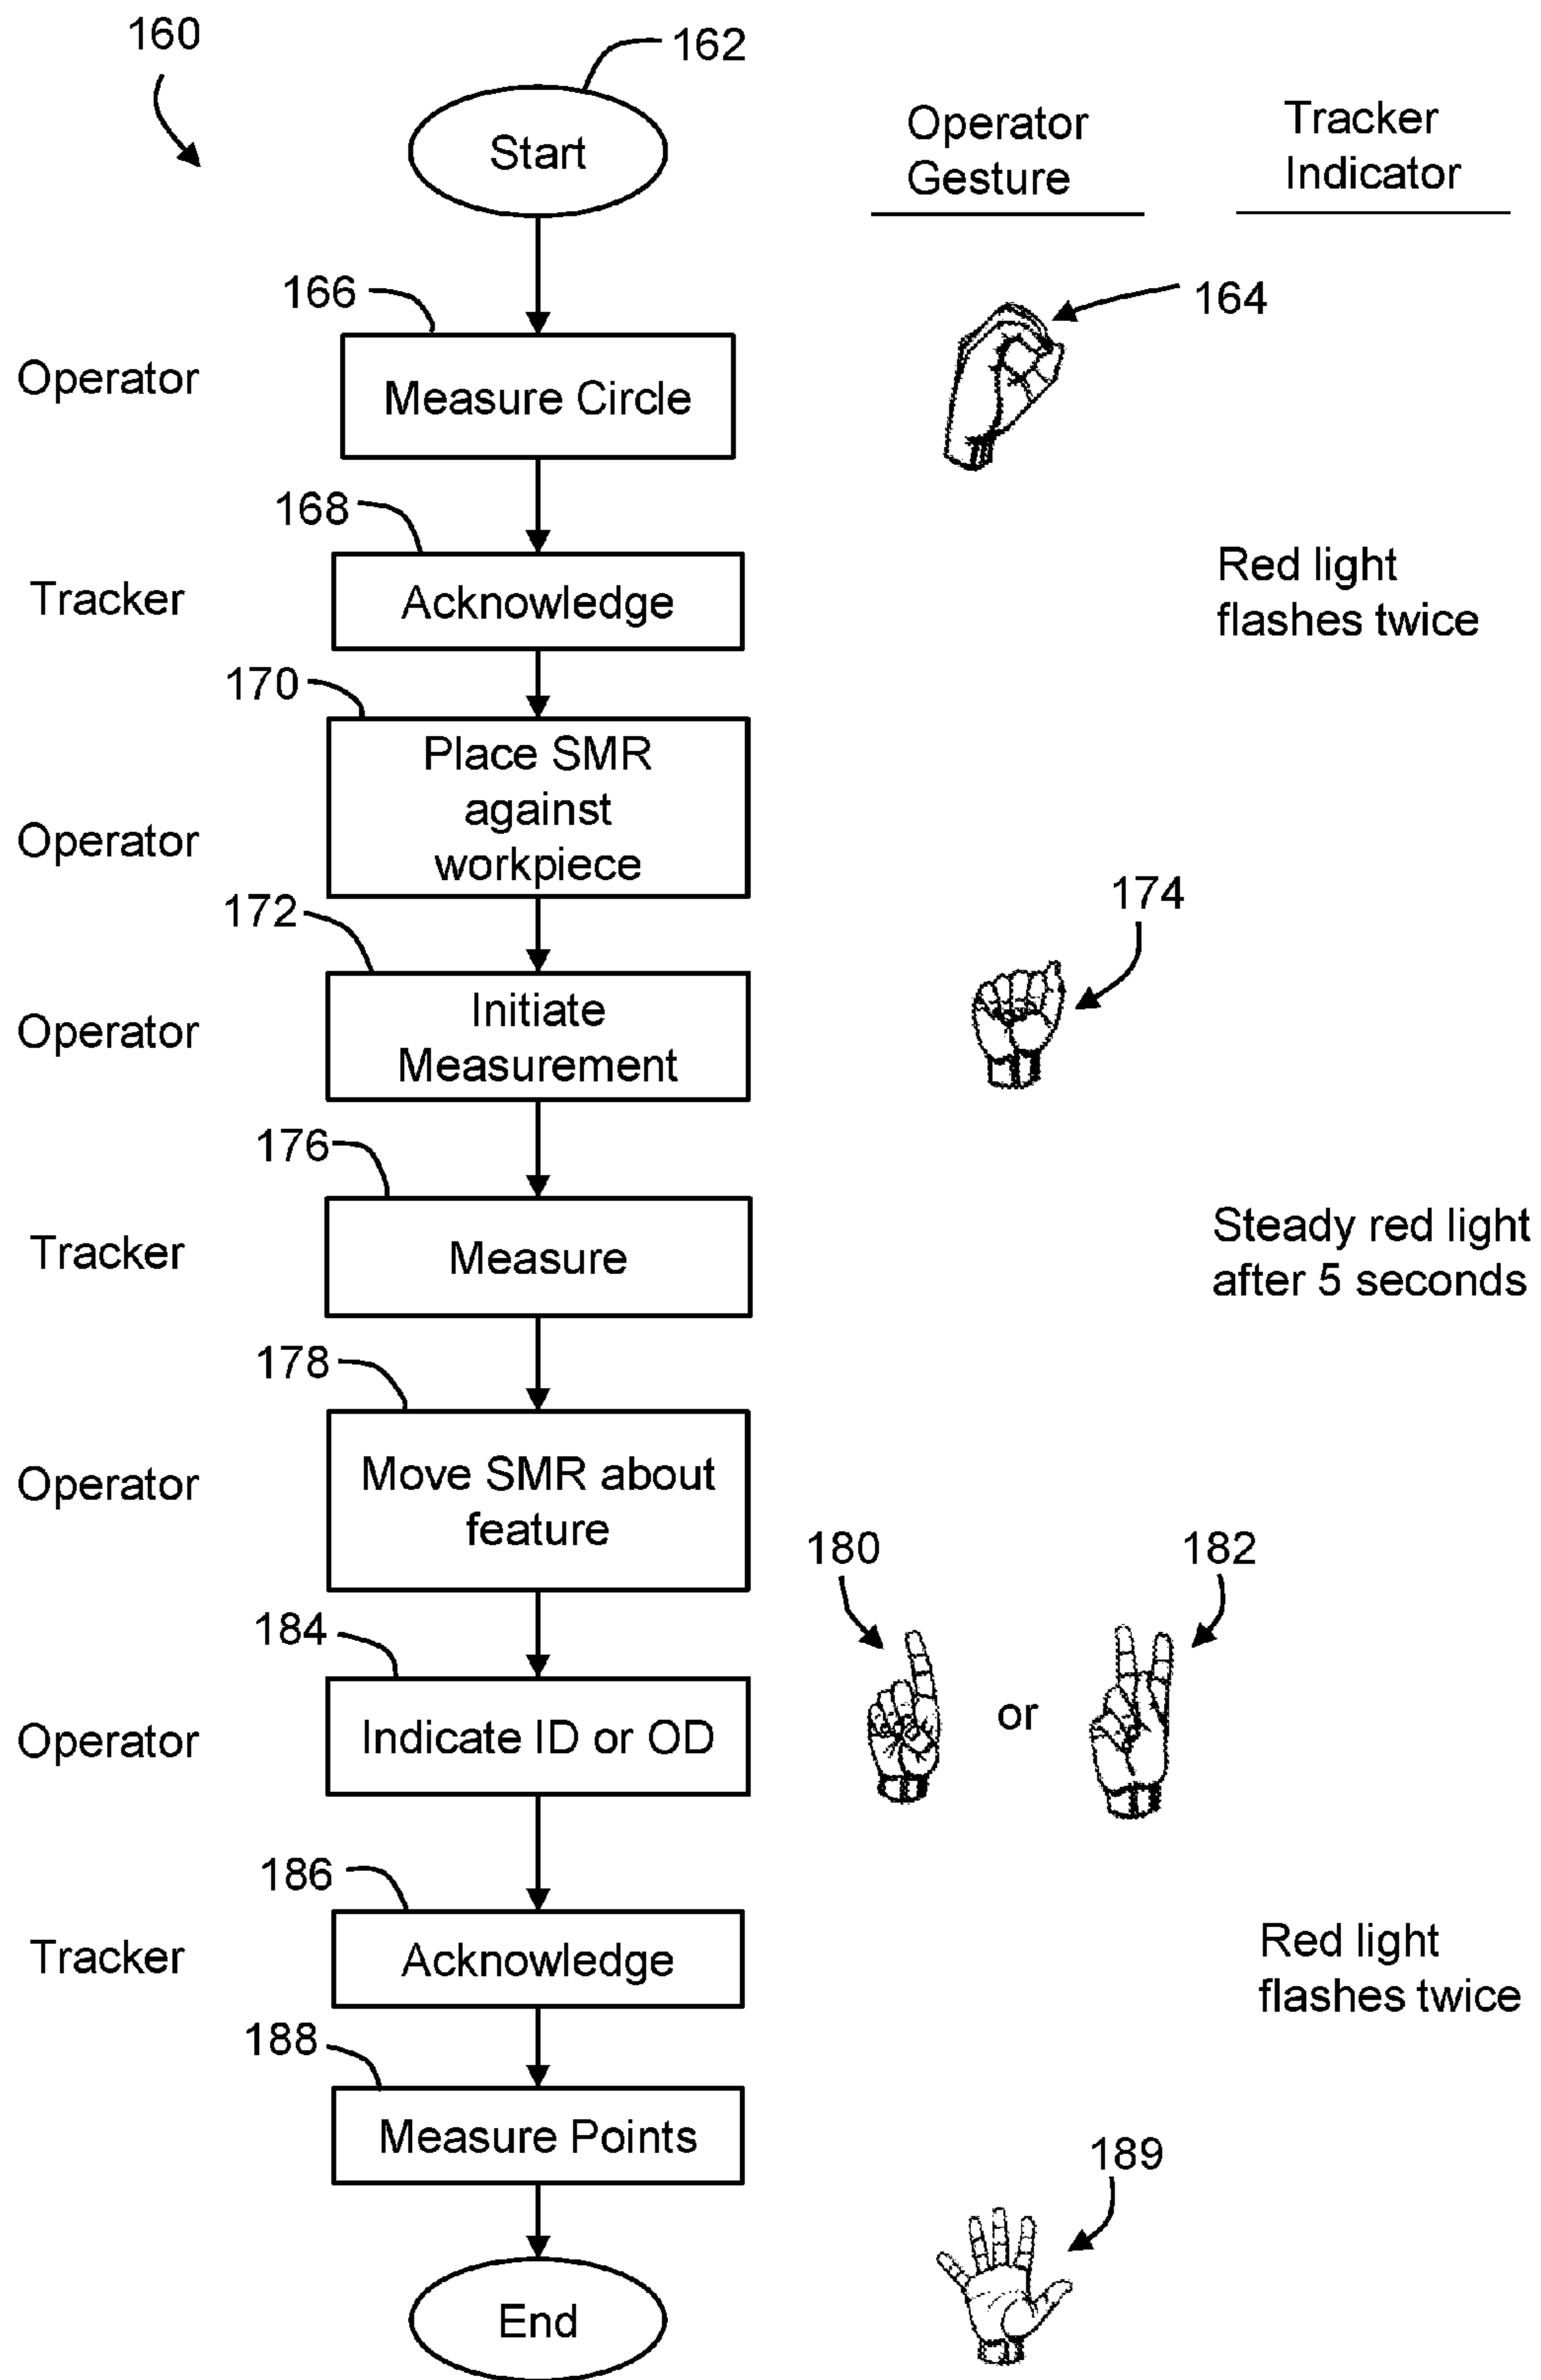 160
162
Start
Operator
Gesture
Tracker
Indicator
166
164
Operator
Measure Circle
168
Tracker
Acknowledge
Red light
flashes twice
170
Operator
Place SMR
against
workpiece
172
174
Operator
Initiate
Measurement
176
Tracker
Measure
Steady red light
after 5 seconds
178
Operator
Move SMR about
feature
180
182
184
Operator
Indicate ID or OD
or
186
Tracker
Acknowledge
Red light
flashes twice
188
Measure Points
189
End